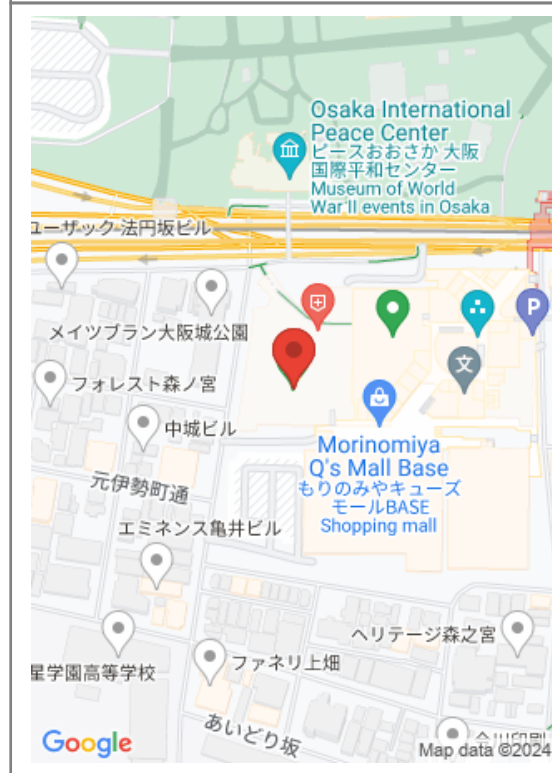 Osaka International
Peace Center
ピースおおさか 大阪
国際平和センター
Museum of World
War II events in Osaka
ユーザック 法円坂ビル
メイツブラン大阪城公園
P
文
フォレスト森ノ宮
中城ビル
Morinomiya
Q's Mall Base
もりのみやキューズ
モールBASE
Shopping mall
元伊勢町通
エミネンス亀井ビル
ヘリテージ森之宮
星学園高等学校
ファネリ上畑
あいどり坂
Google
Map data ©2024